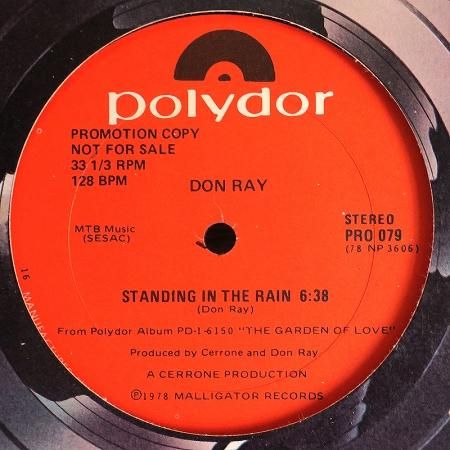 polydor
PROMOTION COPY
NOT FOR SALE
33 1/3 RPM
128 BPM
DON RAY
MTB Music
(SESAC)
STEREO
PRO 079
(78 NP 3606)
STANDING IN THE RAIN 6:38
(Don Ray)
From Polydor Album PD-1-6150 "THE GARDEN OF LOVE"
Produced by Cerrone and Don Ray
A CERRONE PRODUCTION
Ⓟ1978 MALLIGATOR RECORDS
16